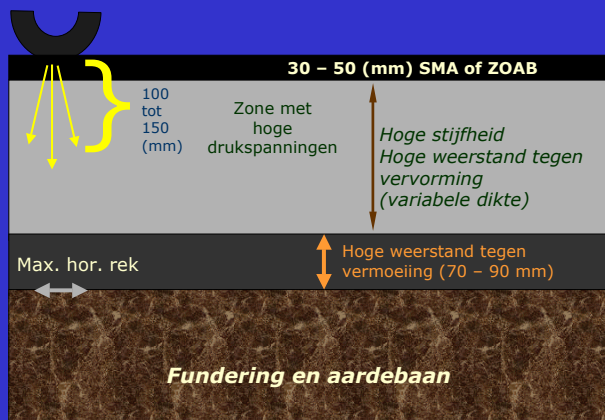 30 – 50 (mm) SMA of ZOAB
100
tot
150
(mm)
Zone met
hoge
drukspanningen
Hoge stijfheid
Hoge weerstand tegen
vervorming
(variabele dikte)
Max. hor. rek
Hoge weerstand tegen
vermoeiing (70 – 90 mm)
Fundering en aardebaan